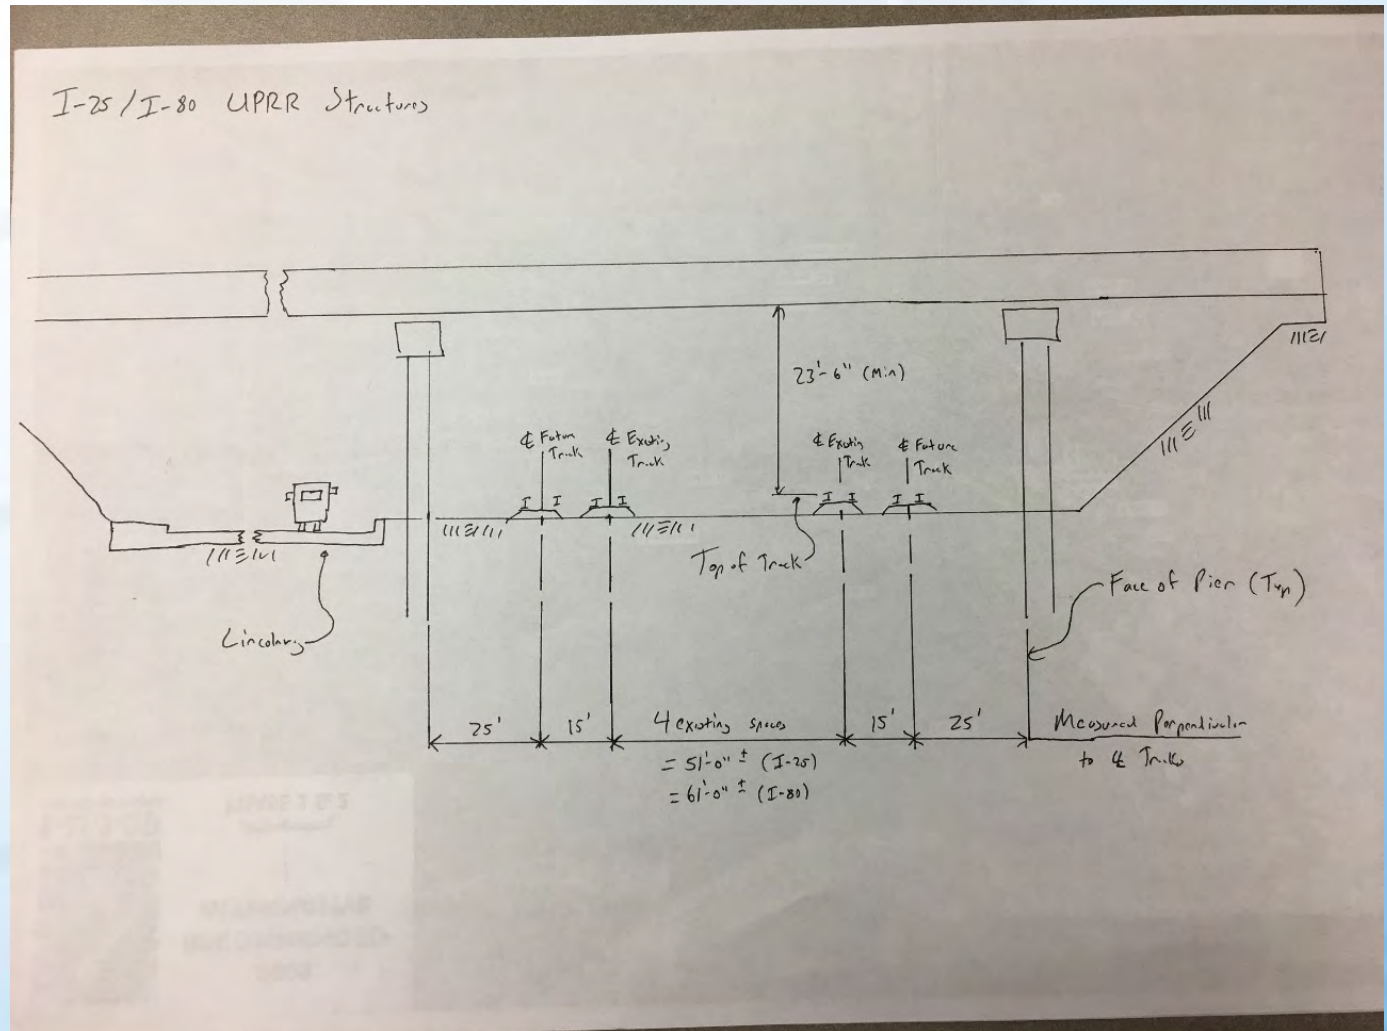 I-25/I-80 UPRR Structures
23'-6" (Min)
℄ Future
Track
℄ Existing
Track
℄ Existing
Track
℄ Future
Track
Top of Track
Lincolnway
Face of Pier (Typ)
25'
15'
4 existing spaces
= 51'-0" ± (I-25)
= 61'-0" ± (I-80)
15'
25'
Measured Perpendicular
to ℄ Tracks